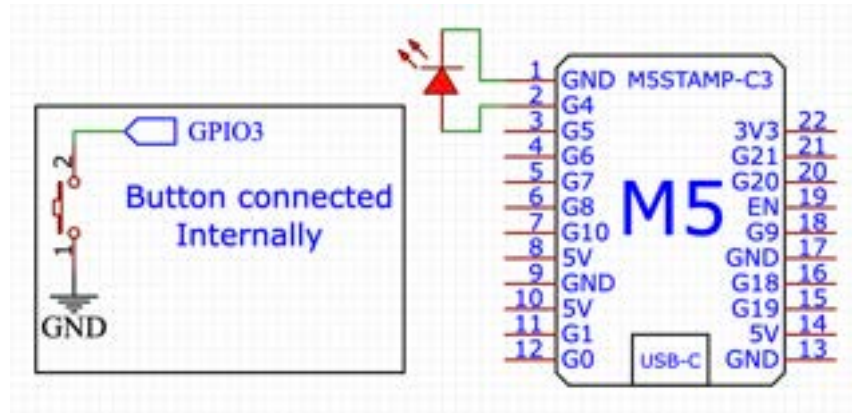 GPIO3
2
Button connected
Internally
1
GND
1 GND M5STAMP-C3
2 G4
3 G5 3V3 22
4 G6 G21 21
5 G7 G20 20
6 G8 EN 19
7 G10 G9 18
8 5V GND 17
9 GND G18 16
10 5V G19 15
11 G1 5V 14
12 G0 GND 13
M5
USB-C